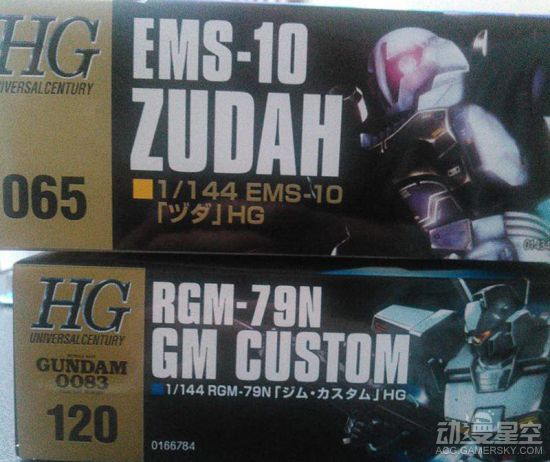 HG
UNIVERSAL CENTURY
065
EMS-10
ZUDAH
1/144 EMS-10
「ヅダ」HG
HG
UNIVERSAL CENTURY
GUNDAM
0083
120
RGM-79N
GM CUSTOM
1/144 RGM-79N「ジム・カスタム」HG
0166784
动漫星空
ACG.GAMERSKY.COM